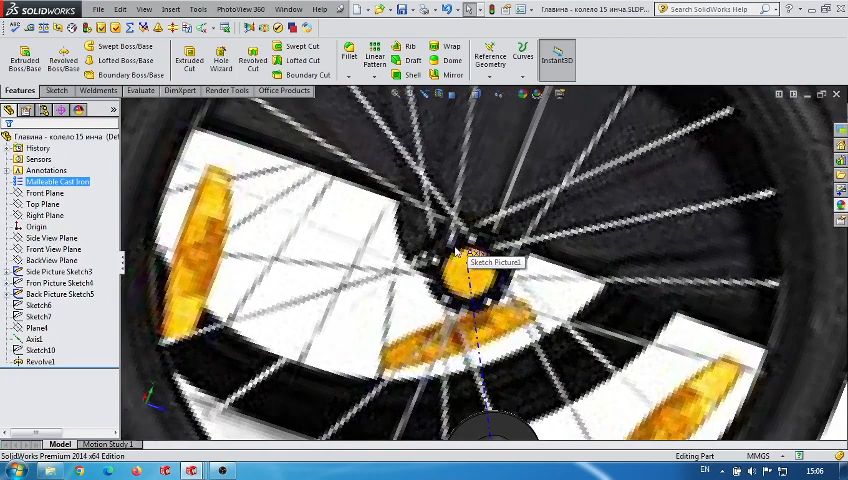 SOLIDWORKS File Edit View Insert Tools PhotoView 360 Window Help Главина - колело 15 инча.SLDP... Search SolidWorks Help
Extruded Boss/Base
Revolved Boss/Base
Swept Boss/Base
Lofted Boss/Base
Boundary Boss/Base
Extruded Cut
Hole Wizard
Revolved Cut
Swept Cut
Lofted Cut
Boundary Cut
Fillet
Linear Pattern
Rib
Draft
Shell
Wrap
Dome
Mirror
Reference Geometry
Curves
Instant3D
Features Sketch Weldments Evaluate DimXpert Render Tools Office Products
Главина - колело 15 инча (Def
History
Sensors
Annotations
Malleable Cast Iron
Front Plane
Top Plane
Right Plane
Origin
Side View Plane
Front View Plane
BackView Plane
Side Picture Sketch3
Fron Picture Sketch4
Back Picture Sketch5
Sketch6
Sketch7
Plane4
Axis1
Sketch10
Revolve1
Sketch Picture1
Model Motion Study 1
SolidWorks Premium 2014 x64 Edition Editing Part MMGS
EN 15:06